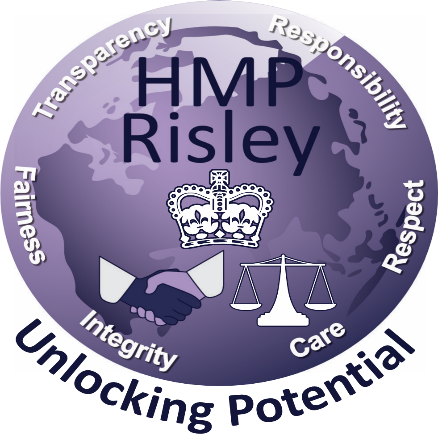 HMP
Risley
Transparency
Responsibility
Fairness
Respect
Integrity
Care
Unlocking Potential